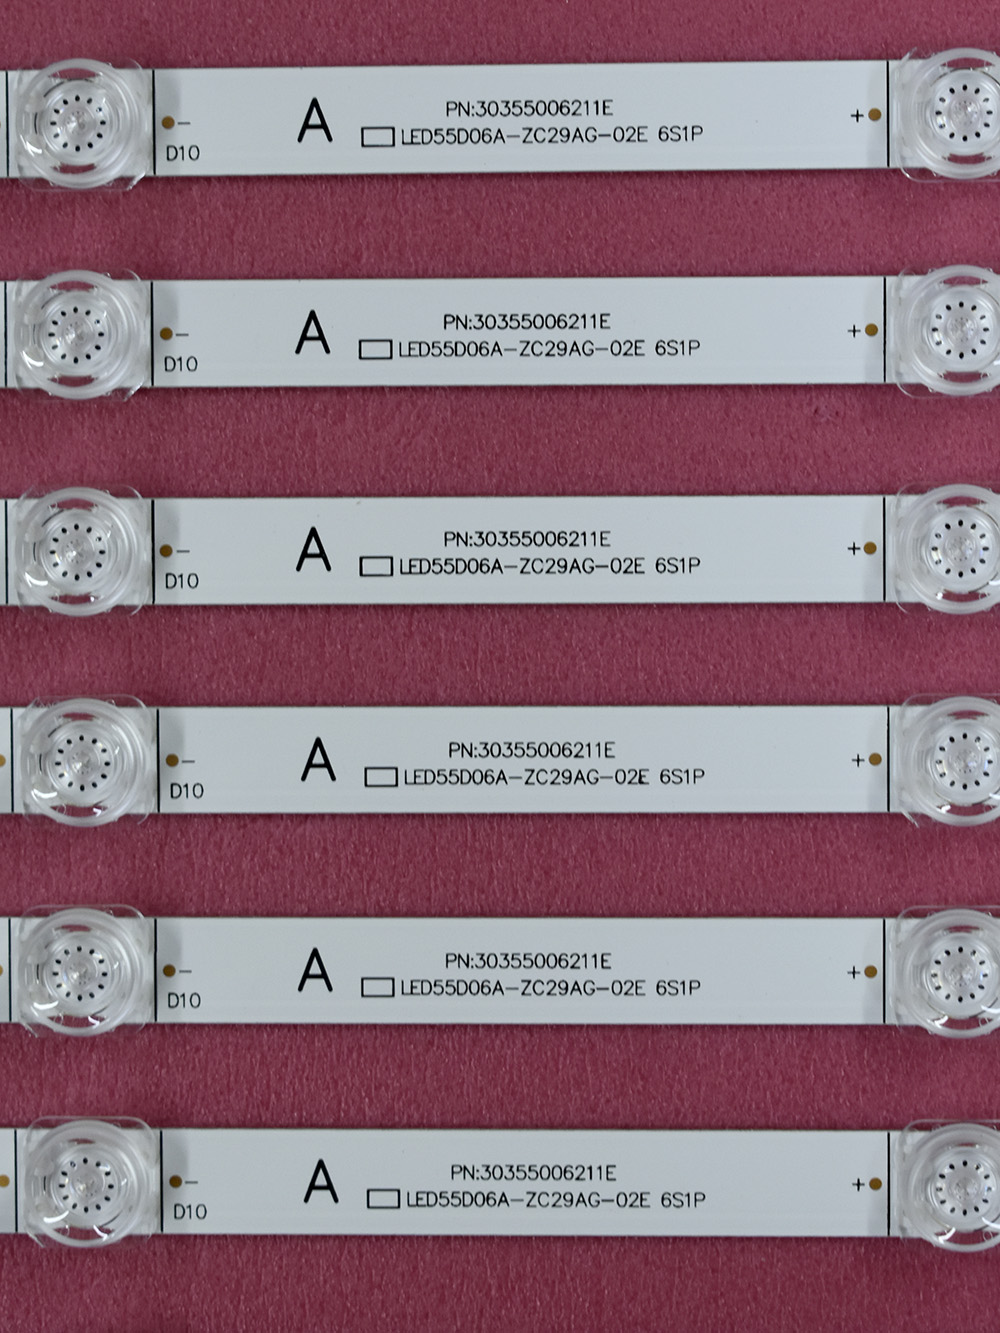 PN:30355006211E
A
LED55D06A-ZC29AG-02E 6S1P
- D10 +
PN:30355006211E
A
LED55D06A-ZC29AG-02E 6S1P
- D10 +
PN:30355006211E
A
LED55D06A-ZC29AG-02E 6S1P
- D10 +
PN:30355006211E
A
LED55D06A-ZC29AG-02E 6S1P
- D10 +
PN:30355006211E
A
LED55D06A-ZC29AG-02E 6S1P
- D10 +
PN:30355006211E
A
LED55D06A-ZC29AG-02E 6S1P
- D10 +